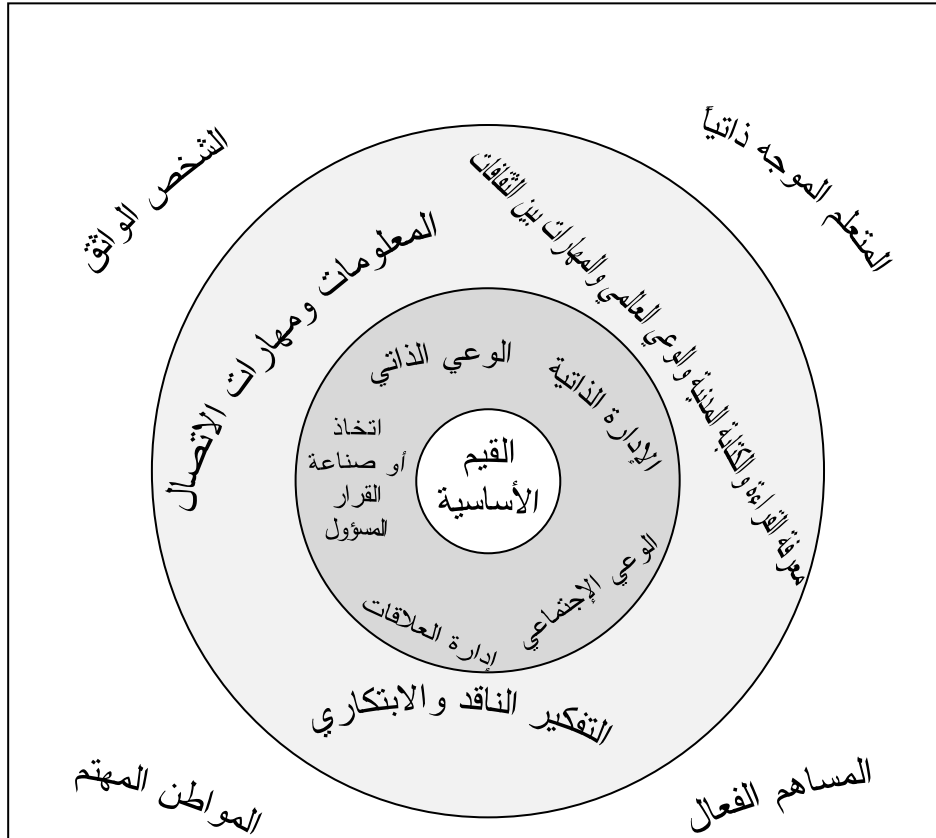 المتعلم الموجه ذاتياً
الشخص الواثق
معرفة القراءة والكتابة المدنية والوعي العالمي والمهارات بين الثقافات
المعلومات ومهارات الاتصال
الوعي الذاتي
الإدارة الذاتية
اتخاذ
أو صناعة
القرار
المسؤول
القيم
الأساسية
الوعي الإجتماعي
إدارة العلاقات
التفكير الناقد والابتكاري
المساهم الفعال
المواطن المهتم